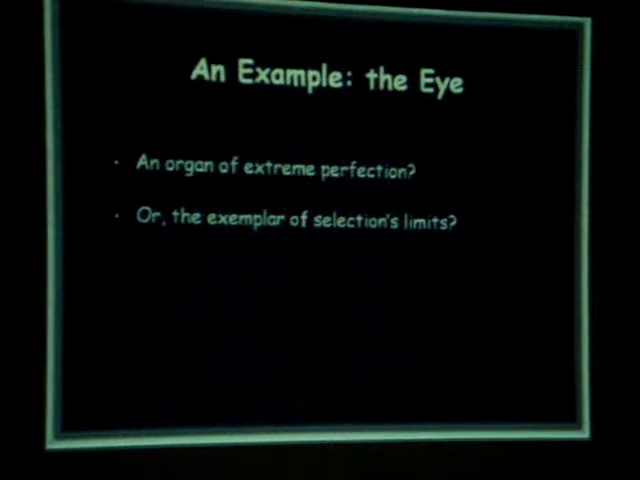 An Example: the Eye
· An organ of extreme perfection?
· Or, the exemplar of selection's limits?